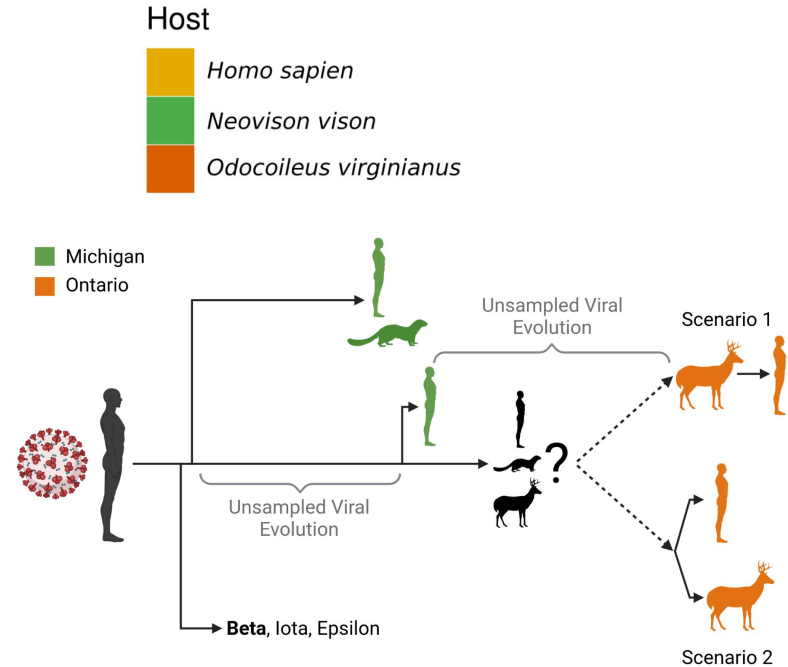 Host
Homo sapien
Neovison vison
Odocoileus virginianus
Michigan
Ontario
Unsampled Viral
Evolution
Scenario 1
?
Unsampled Viral
Evolution
Beta, Iota, Epsilon
Scenario 2